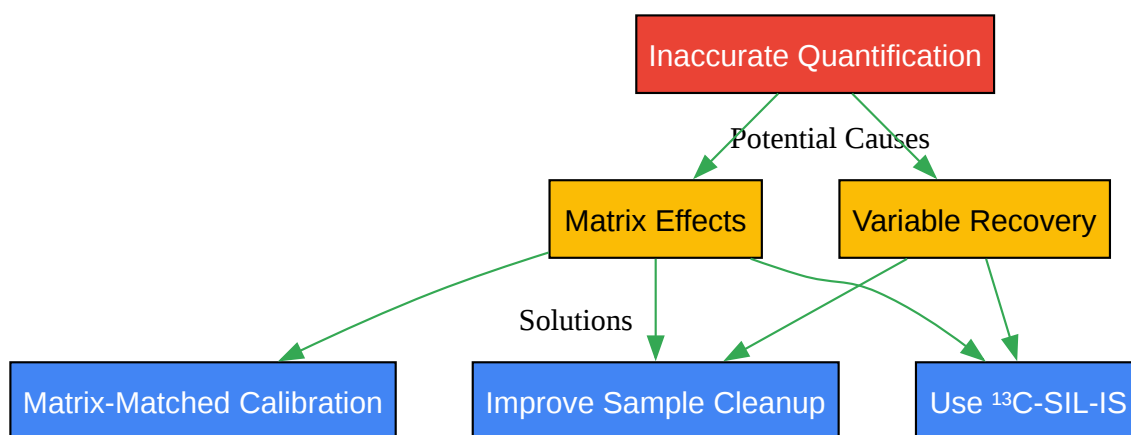 Inaccurate Quantification
Potential Causes
Matrix Effects
Variable Recovery
Solutions
Matrix-Matched Calibration
Improve Sample Cleanup
Use ¹³C-SIL-IS